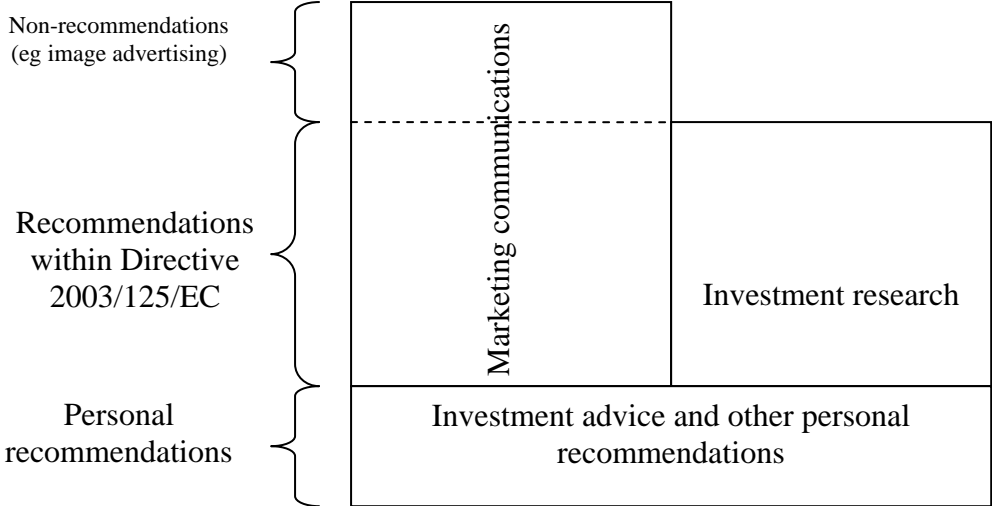 Non-recommendations
(eg image advertising)
Marketing communications
Recommendations
within Directive
2003/125/EC
Investment research
Personal
recommendations
Investment advice and other personal
recommendations